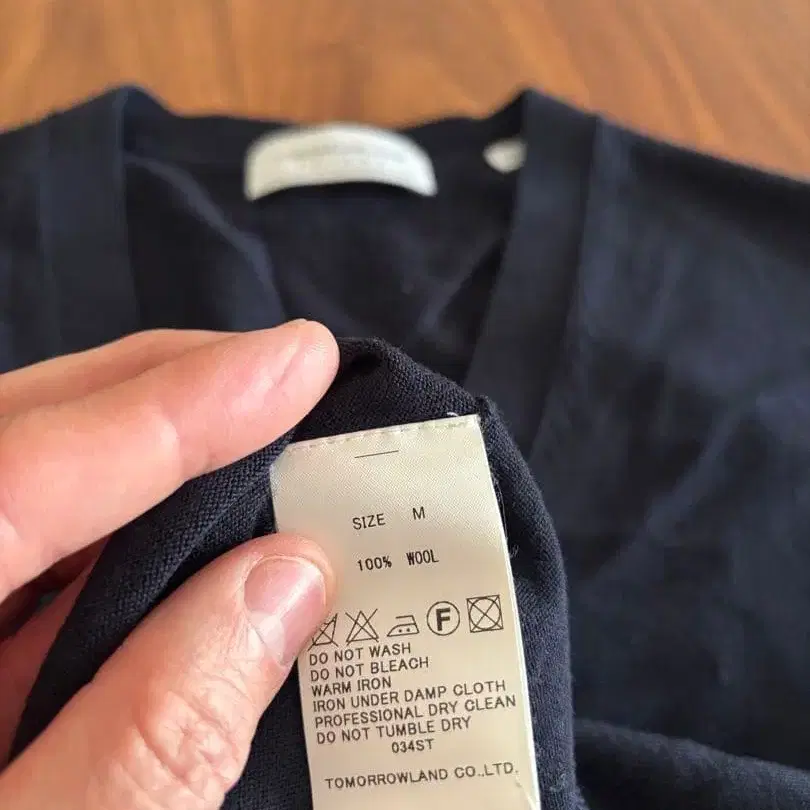 SIZE M
100% WOOL
F
DO NOT WASH
DO NOT BLEACH
WARM IRON
IRON UNDER DAMP CLOTH
PROFESSIONAL DRY CLEAN
DO NOT TUMBLE DRY
034ST
TOMORROWLAND CO.,LTD.